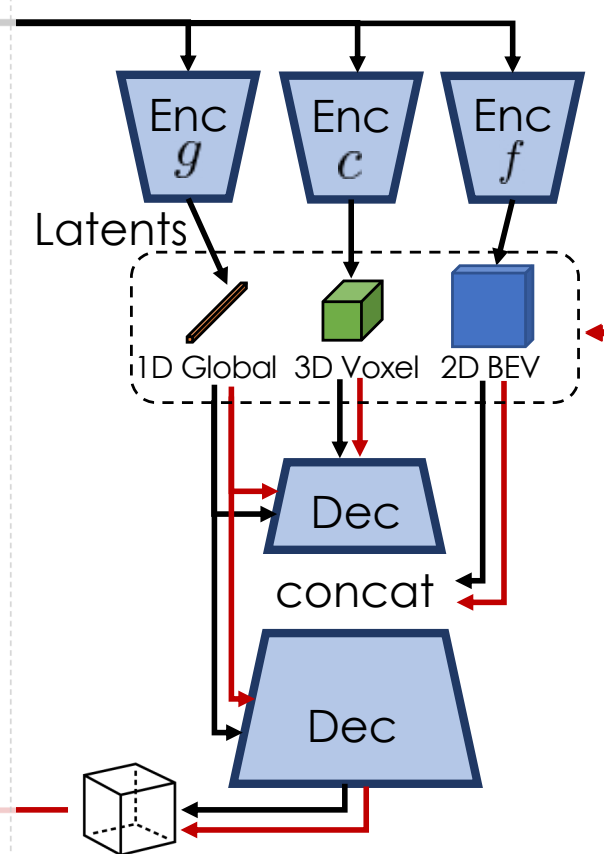 Enc Enc Enc
g c f
Latents
1D Global 3D Voxel 2D BEV
Dec
concat
Dec